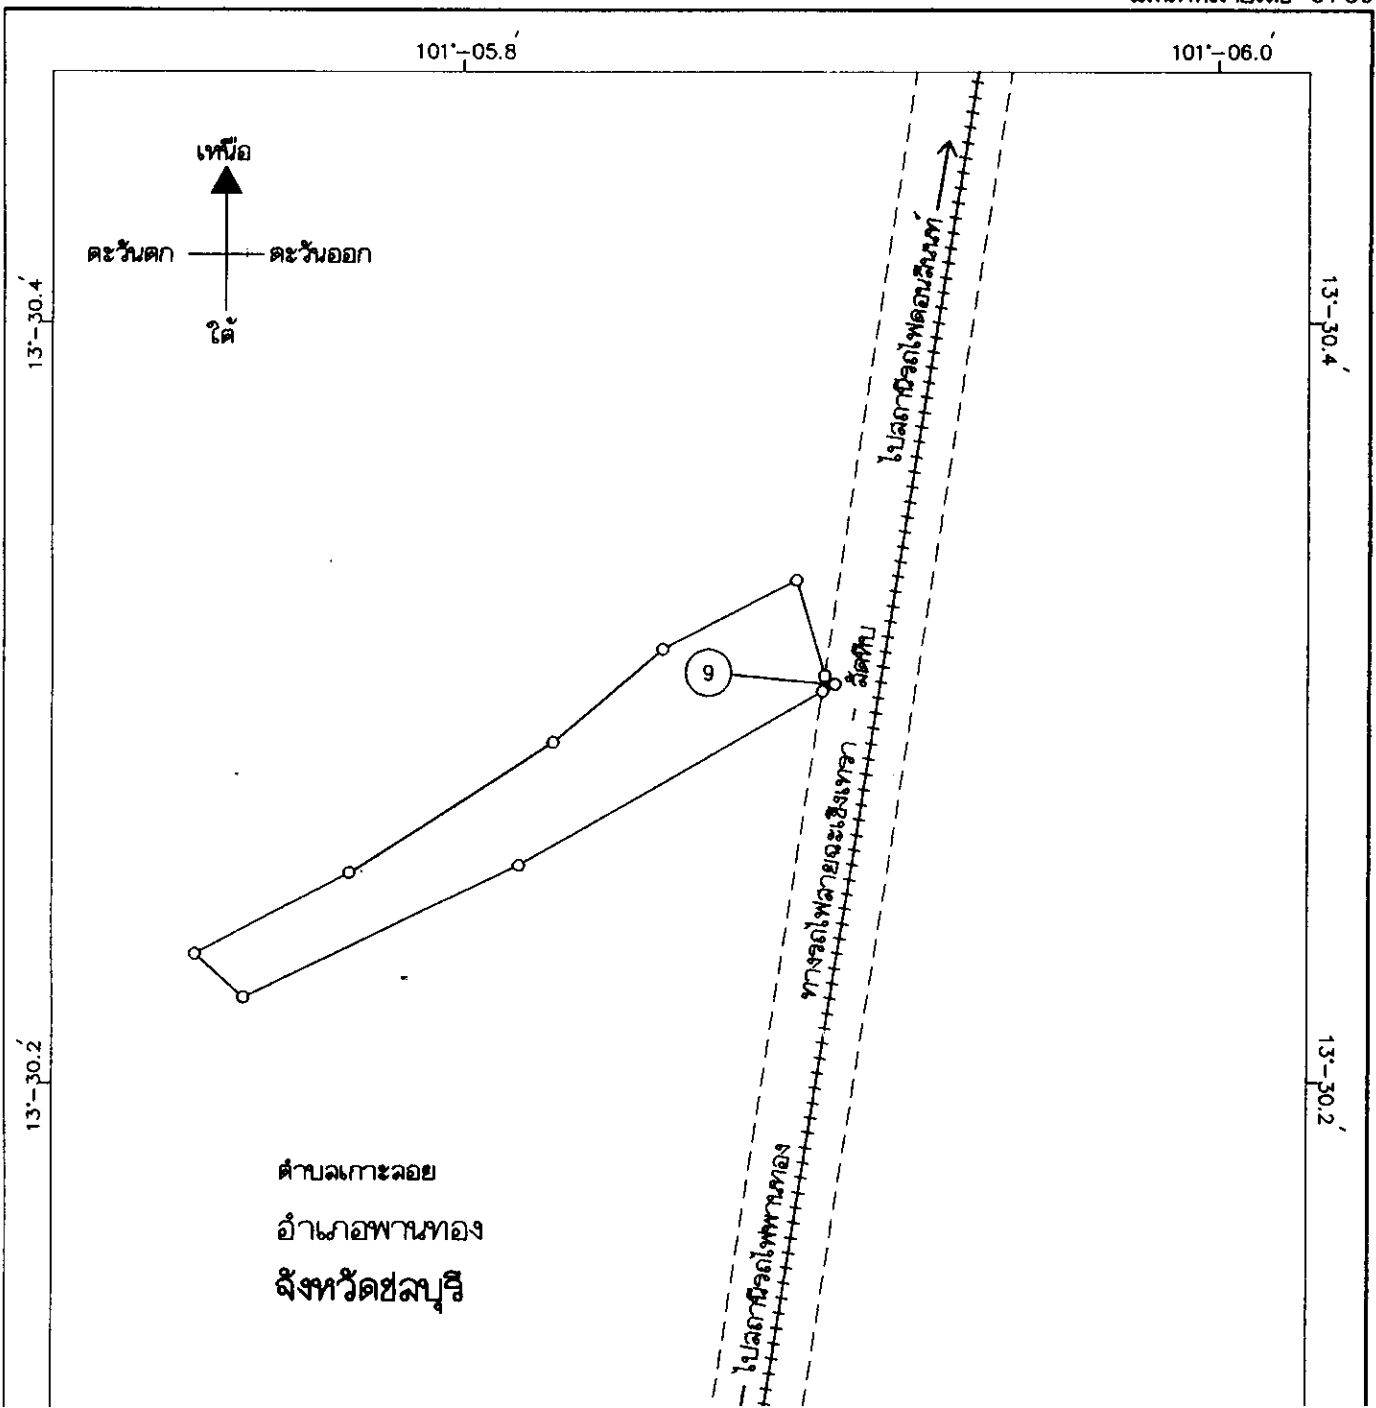 101°-05.8′
101°-06.0′
เหนือ
ตะวันตก
ตะวันออก
ใต้
13°-30.4′
13°-30.4′
ไปสถานีรถไฟดอนสีนนท์
9
ทางรถไฟสายฉะเชิงเทรา - สัตหีบ
13°-30.2′
13°-30.2′
ตำบลเกาะลอย
อำเภอพานทอง
จังหวัดชลบุรี
ไปสถานีรถไฟพานทอง